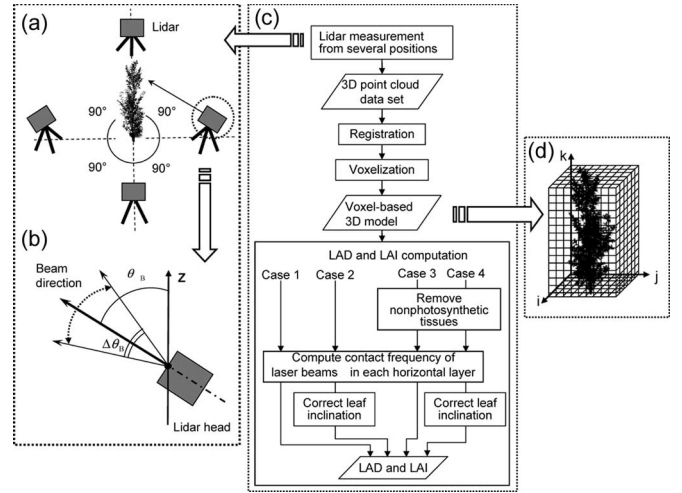 (a)
Lidar
90°
90°
90°
90°
(b)
Beam
direction
θ B
Z
Δθ B
Lidar head
(c)
Lidar measurement
from several positions
3D point cloud
data set
Registration
Voxelization
Voxel-based
3D model
LAD and LAI computation
Case 1
Case 2
Case 3
Case 4
Remove
nonphotosynthetic
tissues
Compute contact frequency of
laser beams in each horizontal layer
Correct leaf
inclination
Correct leaf
inclination
LAD and LAI
(d)
k
j
i